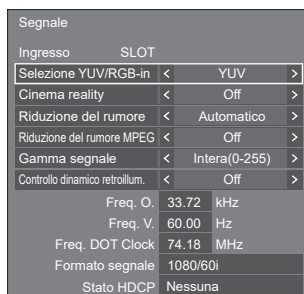 Segnale
Ingresso SLOT
Selezione YUV/RGB-in < YUV >
Cinema reality < Off >
Riduzione del rumore < Automatico >
Riduzione del rumore MPEG < Off >
Gamma segnale < Intera(0-255) >
Controllo dinamico retroillum. < Off >
Freq. O. 33.72 kHz
Freq. V. 60.00 Hz
Freq. DOT Clock 74.18 MHz
Formato segnale 1080/60i
Stato HDCP Nessuna